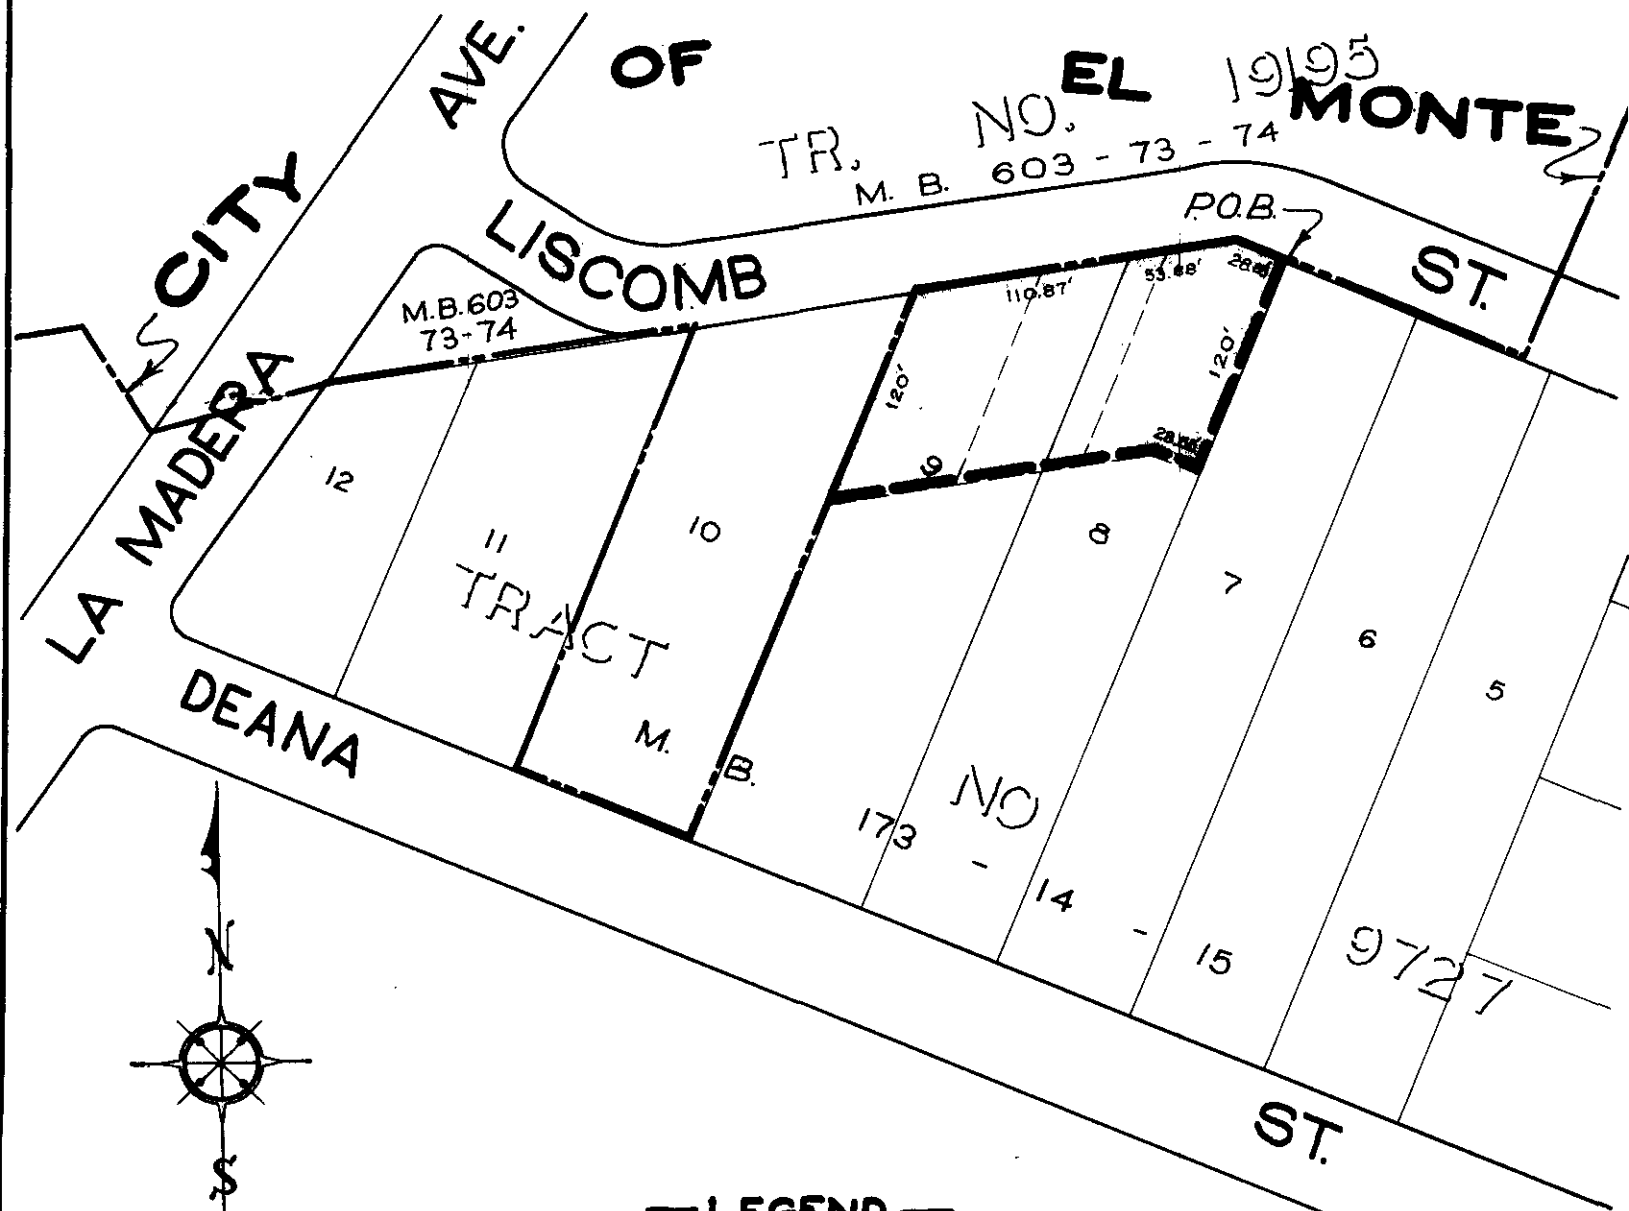 CITY OF EL MONTE
TR. NO. 19195
M. B. 603 - 73 - 74
P.O.B.
LISCOMB ST.
LA MADERA AVE.
M.B. 603
73-74
110.87'
53.88'
120'
120'
12
11
10
9
8
7
6
5
TRACT NO 9727
M. B. 173 - 14 - 15
DEANA ST.
N
S
LEGEND